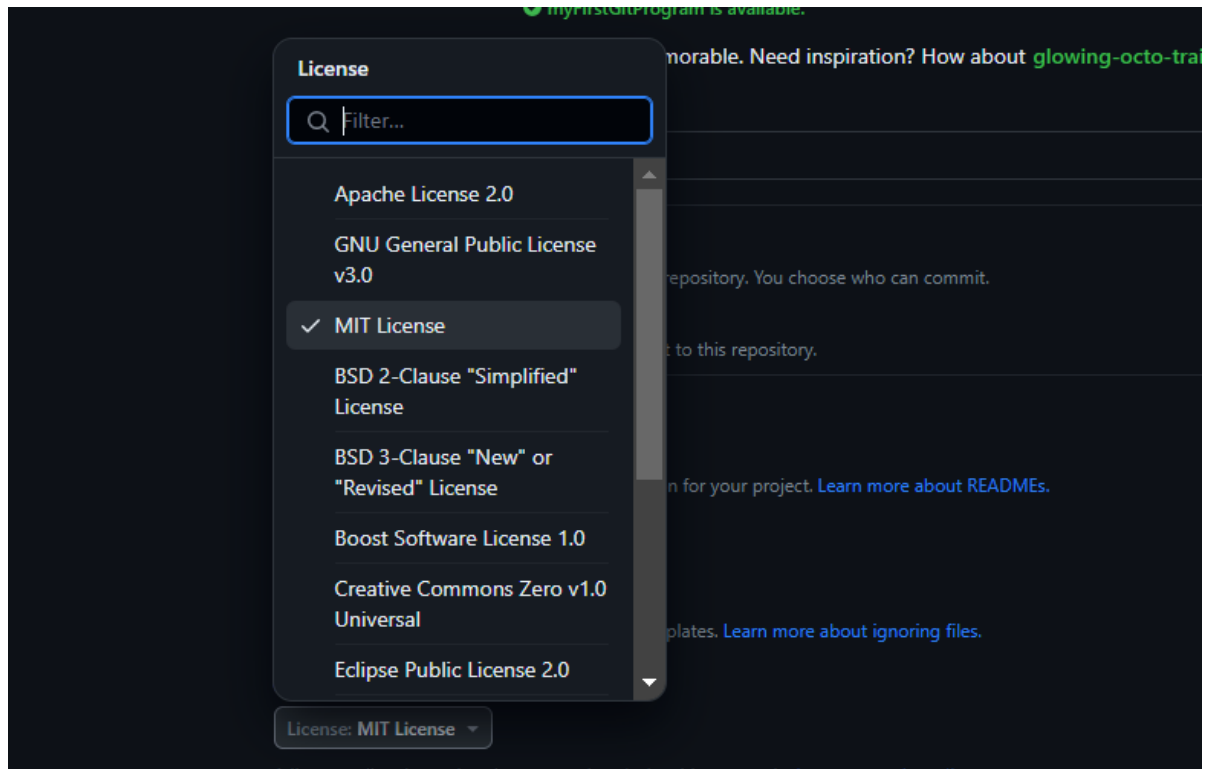 myFirstGitProgram is available.
License
morable. Need inspiration? How about glowing-octo-trai
Filter...
Apache License 2.0
GNU General Public License
v3.0
repository. You choose who can commit.
MIT License
to this repository.
BSD 2-Clause "Simplified"
License
BSD 3-Clause "New" or
"Revised" License
n for your project. Learn more about READMEs.
Boost Software License 1.0
Creative Commons Zero v1.0
Universal
plates. Learn more about ignoring files.
Eclipse Public License 2.0
License: MIT License